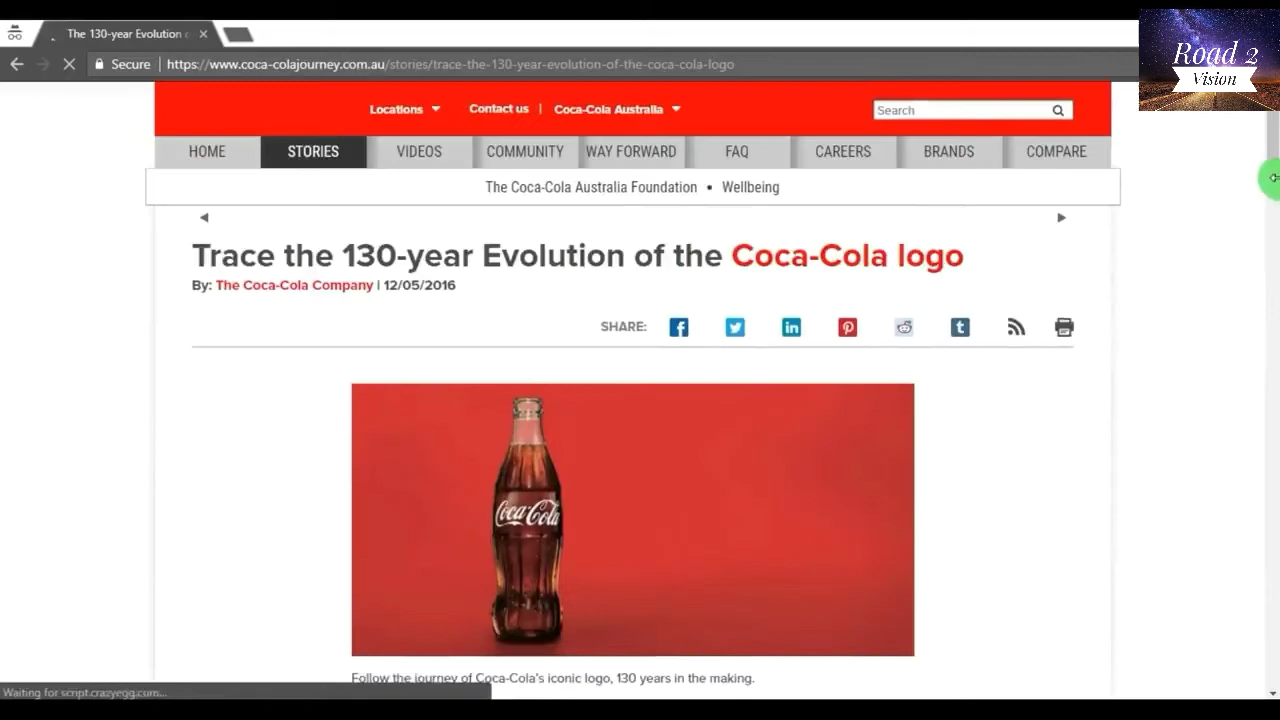 The 130-year Evolution
Secure
https://www.coca-colajourney.com.au/stories/trace-the-130-year-evolution-of-the-coca-cola-logo
Road 2
Vision
Locations
Contact us |
Coca-Cola Australia
Search
HOME
STORIES
VIDEOS
COMMUNITY
WAY FORWARD
FAQ
CAREERS
BRANDS
COMPARE
The Coca-Cola Australia Foundation • Wellbeing
Trace the 130-year Evolution of the Coca-Cola logo
By: The Coca-Cola Company | 12/05/2016
SHARE:
Coca-Cola
Follow the journey of Coca-Cola's iconic logo, 130 years in the making.
Waiting for script.crazyegg.com...